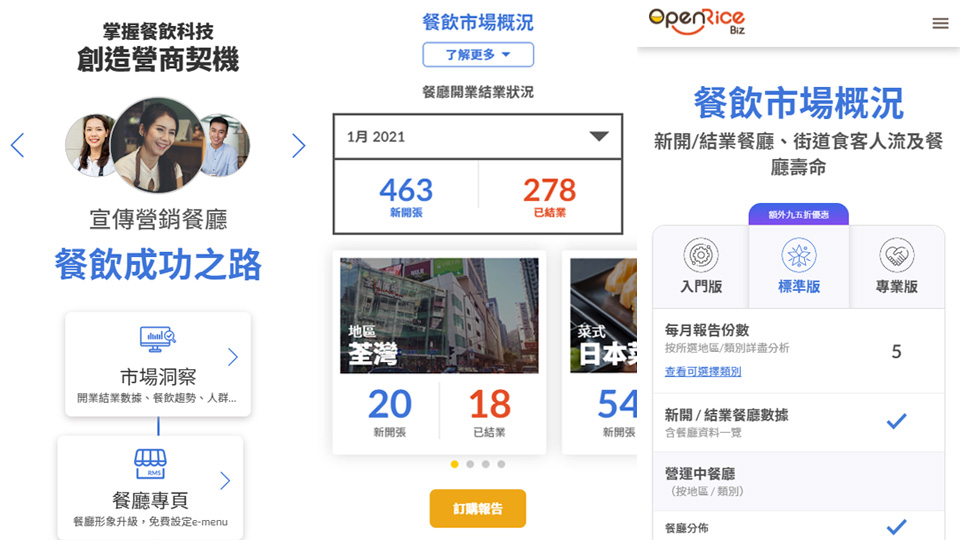 掌握餐飲科技
創造營商契機
宣傳營銷餐廳
餐飲成功之路
市場洞察
開業結業數據、餐飲趨勢、人群...
RMS
餐廳專頁
餐廳形象升級，免費設定e-menu
餐飲市場概況
了解更多
餐廳開業結業狀況
1月 2021
463
新開張
278
已結業
地區
荃灣
20
新開張
18
已結業
菜式
日本菜
54
新開張
訂購報告
OpenRice
Biz
餐飲市場概況
新開/結業餐廳、街道食客人流及餐
廳壽命
額外九五折優惠
入門版
標準版
專業版
每月報告份數
按所選地區/類別詳盡分析
查看可選擇類別
5
新開 / 結業餐廳數據
含餐廳資料一覽
營運中餐廳
（按地區 / 類別）
餐廳分佈